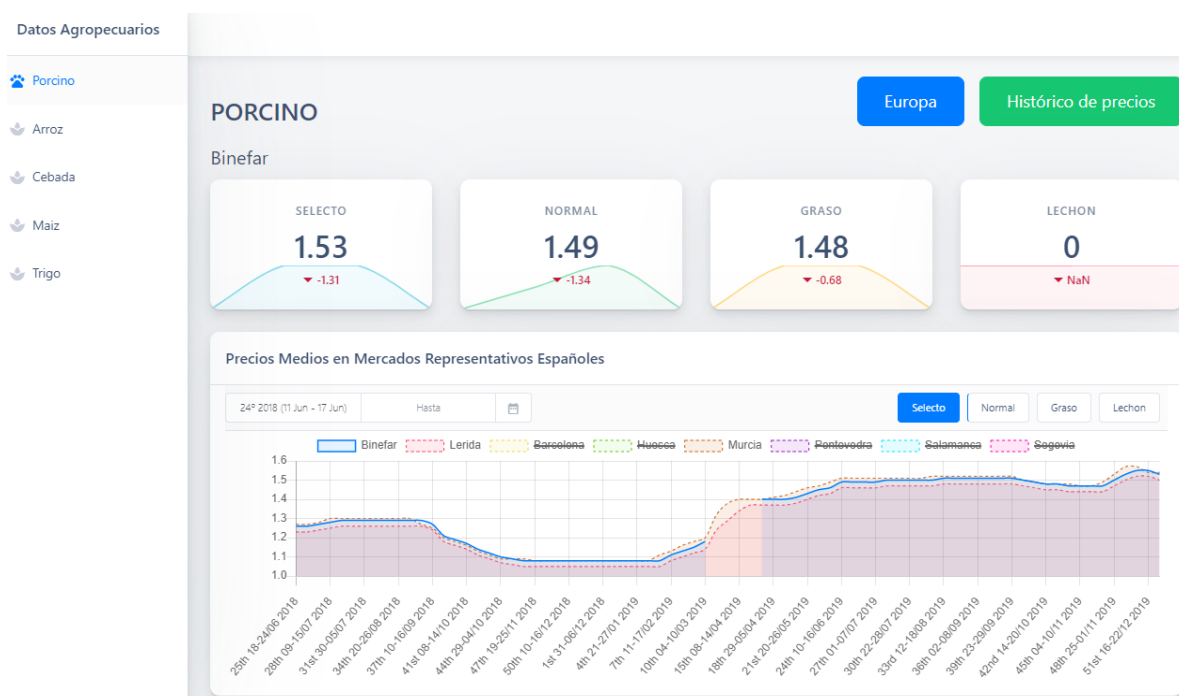 Datos Agropecuarios
Porcino
Arroz
Cebada
Maiz
Trigo
PORCINO
Europa
Histórico de precios
Binefar
SELECTO
1.53
-1.31
NORMAL
1.49
-1.34
GRASO
1.48
-0.68
LECHON
0
NaN
Precios Medios en Mercados Representativos Españoles
24º 2018 (11 Jun - 17 Jun)
Hasta
Selecto
Normal
Graso
Lechon
Binefar
Lerida
Barcelona
Huesca
Murcia
Pontevedra
Salamanca
Segovia
1.6
1.5
1.4
1.3
1.2
1.1
1.0
25th 18-24/06 2018
28th 09-15/07 2018
31st 30-05/07 2018
34th 20-26/08 2018
37th 10-16/09 2018
41st 08-14/10 2018
44th 29-04/10 2018
47th 19-25/11 2018
50th 10-16/12 2018
1st 31-06/12 2018
4th 21-27/01 2019
7th 11-17/02 2019
10th 04-10/03 2019
15th 08-14/04 2019
18th 29-05/04 2019
21st 20-26/05 2019
24th 10-16/06 2019
27th 01-07/07 2019
30th 22-28/07 2019
33rd 12-18/08 2019
36th 02-08/09 2019
39th 23-29/09 2019
42nd 14-20/10 2019
45th 04-10/11 2019
48th 25-01/11 2019
51st 16-22/12 2019